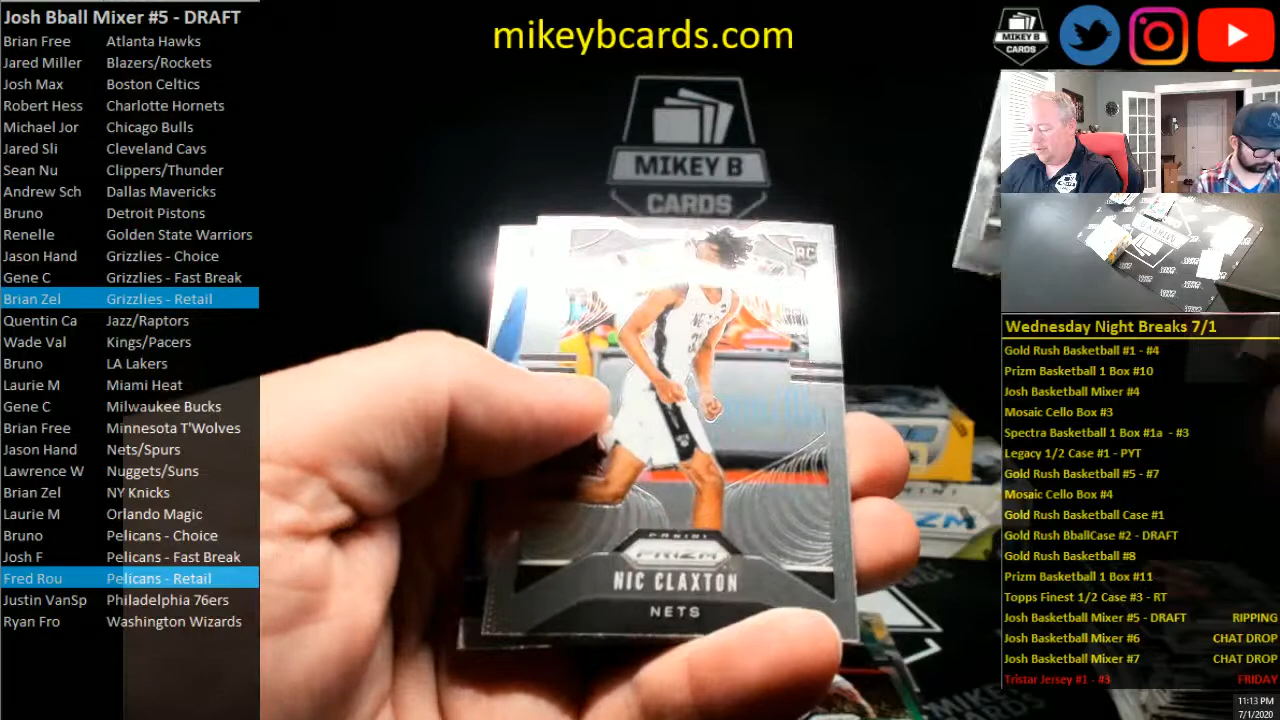 Josh Bball Mixer #5 - DRAFT
Brian Free Atlanta Hawks
Jared Miller Blazers/Rockets
Josh Max Boston Celtics
Robert Hess Charlotte Hornets
Michael Jor Chicago Bulls
Jared Sli Cleveland Cavs
Sean Nu Clippers/Thunder
Andrew Sch Dallas Mavericks
Bruno Detroit Pistons
Renelle Golden State Warriors
Jason Hand Grizzlies - Choice
Gene C Grizzlies - Fast Break
Brian Zel Grizzlies - Retail
Quentin Ca Jazz/Raptors
Wade Val Kings/Pacers
Bruno LA Lakers
Laurie M Miami Heat
Gene C Milwaukee Bucks
Brian Free Minnesota T'Wolves
Jason Hand Nets/Spurs
Lawrence W Nuggets/Suns
Brian Zel NY Knicks
Laurie M Orlando Magic
Bruno Pelicans - Choice
Josh F Pelicans - Fast Break
Fred Rou Pelicans - Retail
Justin VanSp Philadelphia 76ers
Ryan Fro Washington Wizards
mikeybcards.com
MIKEY B
CARDS
RC
PANINI
PRIZM
NIC CLAXTON
NETS
MIKEY B
CARDS
Wednesday Night Breaks 7/1
Gold Rush Basketball #1 - #4
Prizm Basketball 1 Box #10
Josh Basketball Mixer #4
Mosaic Cello Box #3
Spectra Basketball 1 Box #1a - #3
Legacy 1/2 Case #1 - PYT
Gold Rush Basketball #5 - #7
Mosaic Cello Box #4
Gold Rush Basketball Case #1
Gold Rush BballCase #2 - DRAFT
Gold Rush Basketball #8
Prizm Basketball 1 Box #11
Topps Finest 1/2 Case #3 - RT
Josh Basketball Mixer #5 - DRAFT RIPPING
Josh Basketball Mixer #6 CHAT DROP
Josh Basketball Mixer #7 CHAT DROP
Tristar Jersey #1 - #3 FRIDAY
11:13 PM
7/1/2020